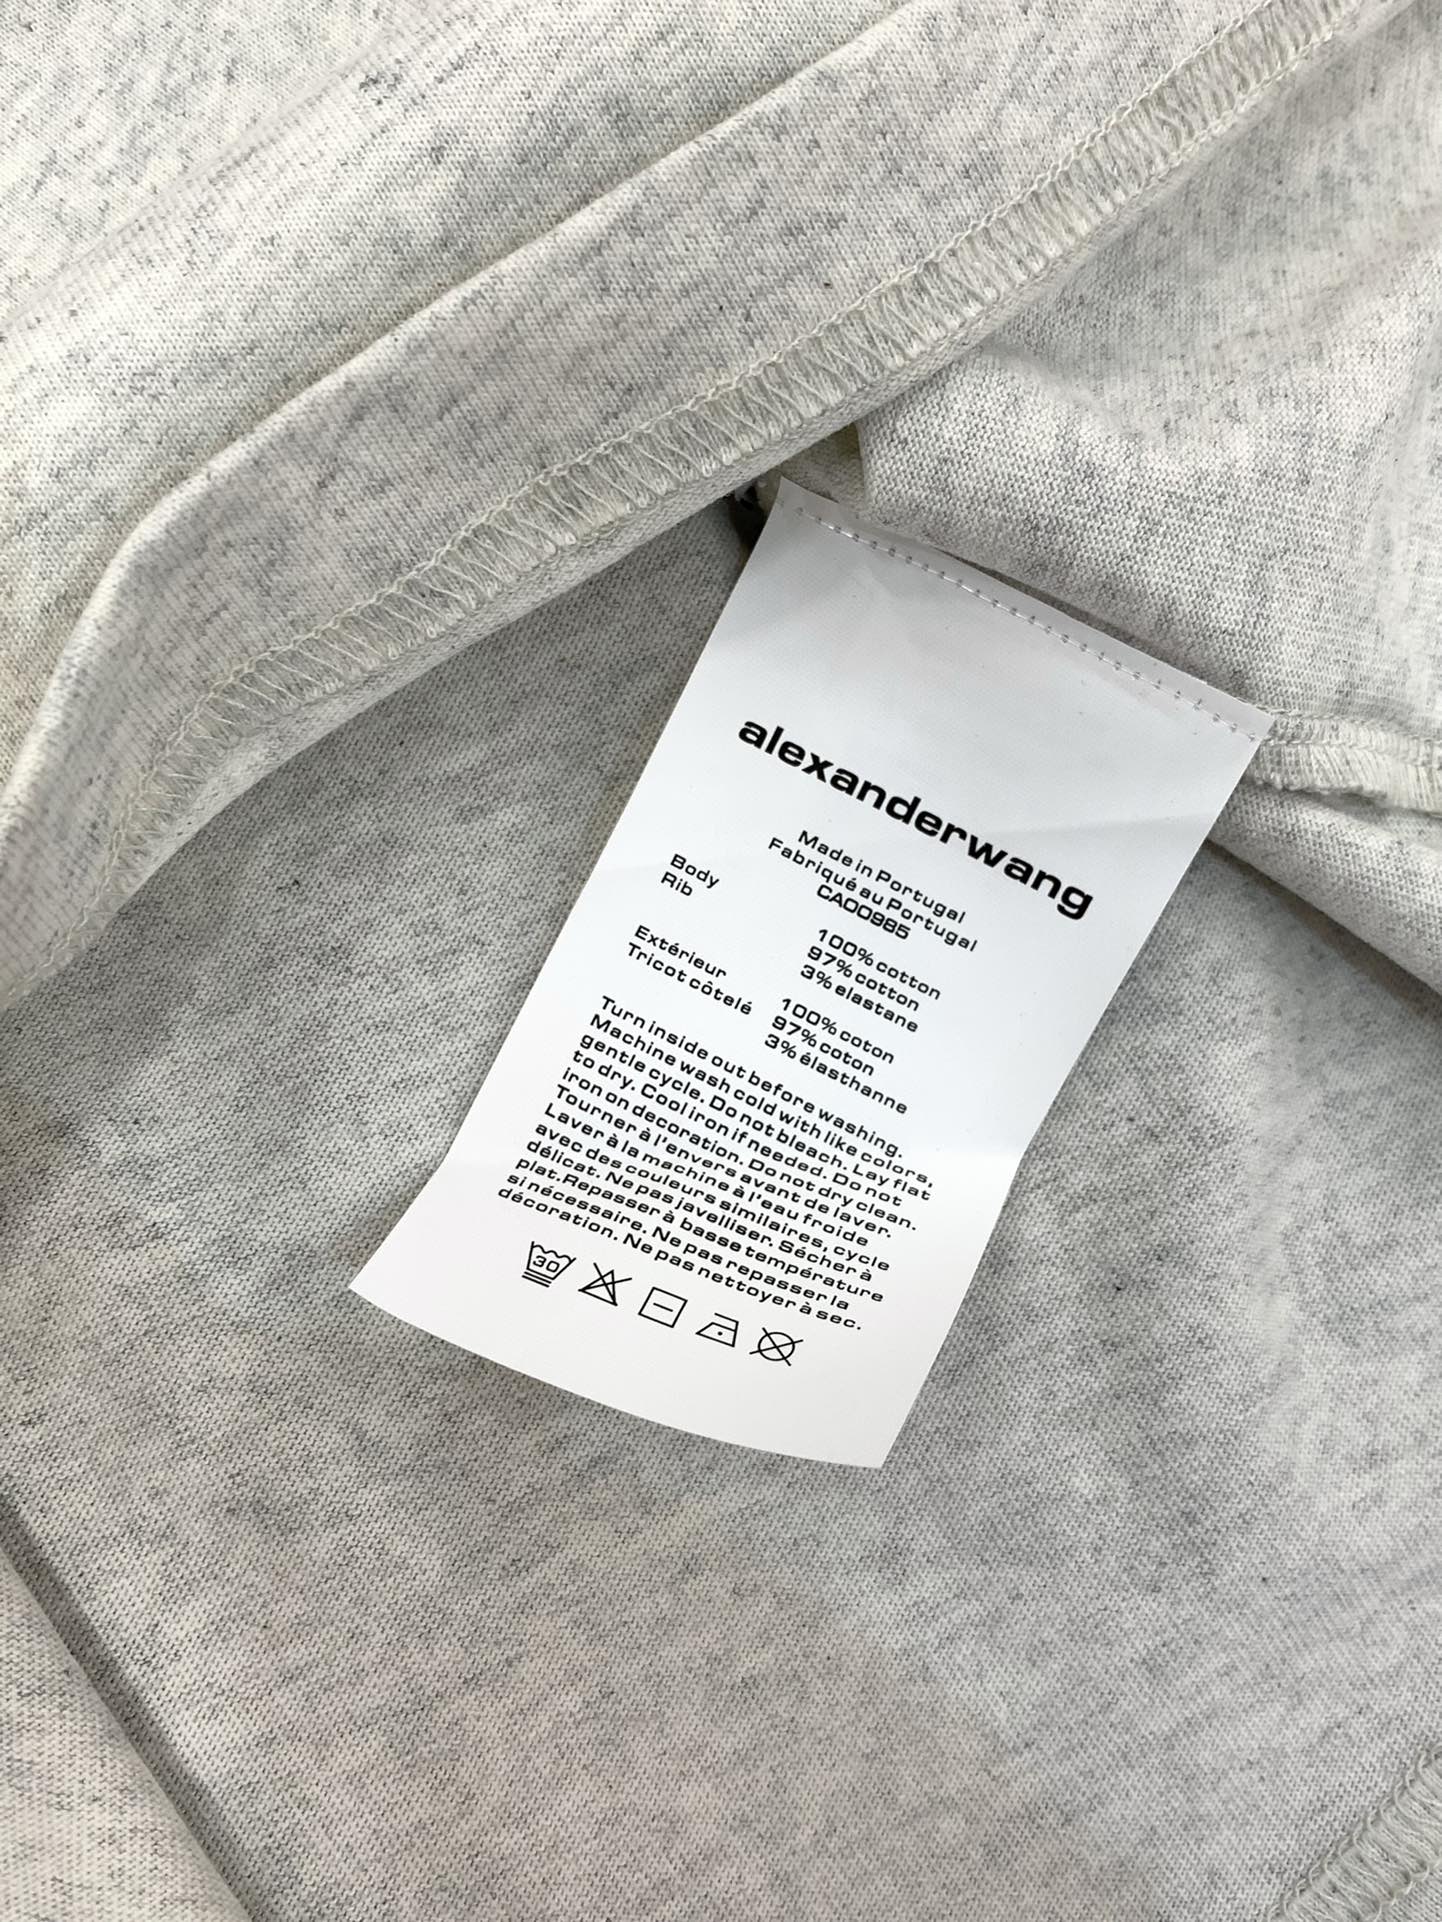 alexanderwang
Made in Portugal
Fabriqué au Portugal
CA00985
Body 100% cotton
Rib 97% cotton
3% elastane
Extérieur 100% coton
Tricot côtelé 97% coton
3% élasthanne
Turn inside out before washing.
Machine wash cold with like colors,
gentle cycle. Do not bleach. Lay flat
to dry. Cool iron if needed. Do not
iron on decoration. Do not dry clean.
Tourner à l'envers avant de laver.
Laver à la machine à l'eau froide
avec des couleurs similaires, cycle
délicat. Ne pas javelliser. Sécher à
plat.Repasser à basse température
si nécessaire. Ne pas repasser la
décoration. Ne pas nettoyer à sec.
30